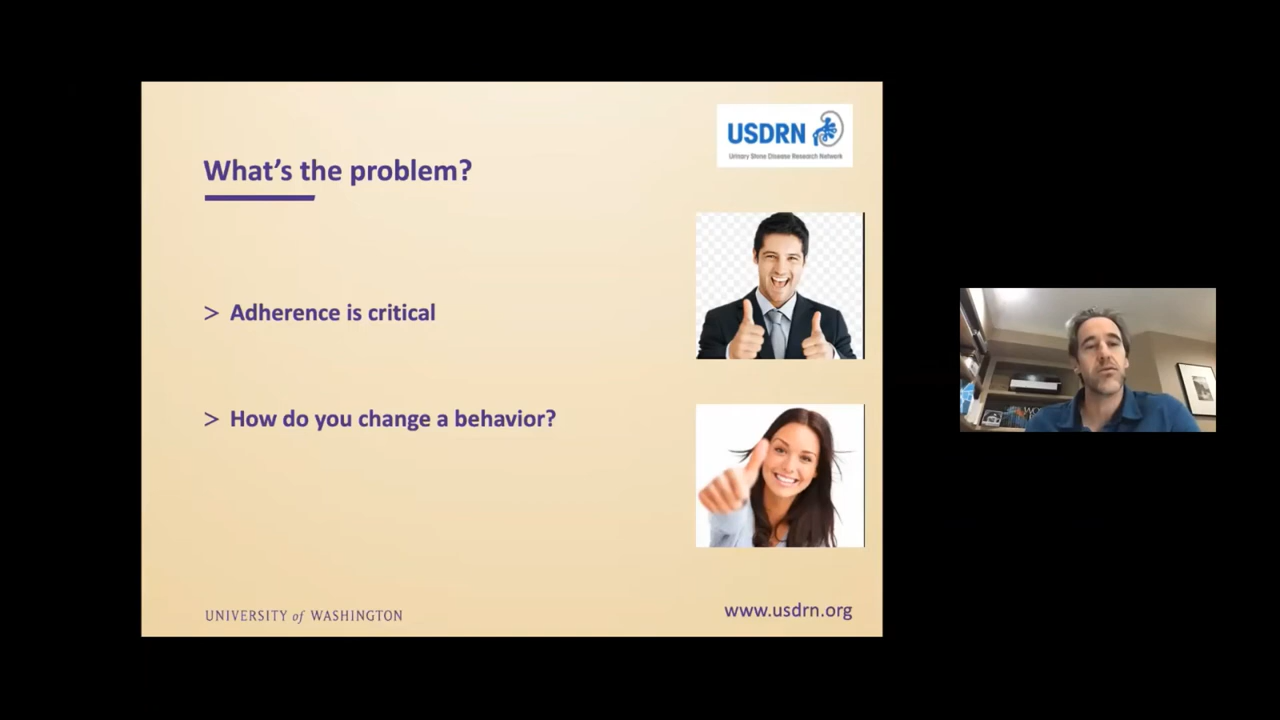 USDRN
Urinary Stone Disease Research Network
What's the problem?
> Adherence is critical
> How do you change a behavior?
UNIVERSITY of WASHINGTON
www.usdrn.org